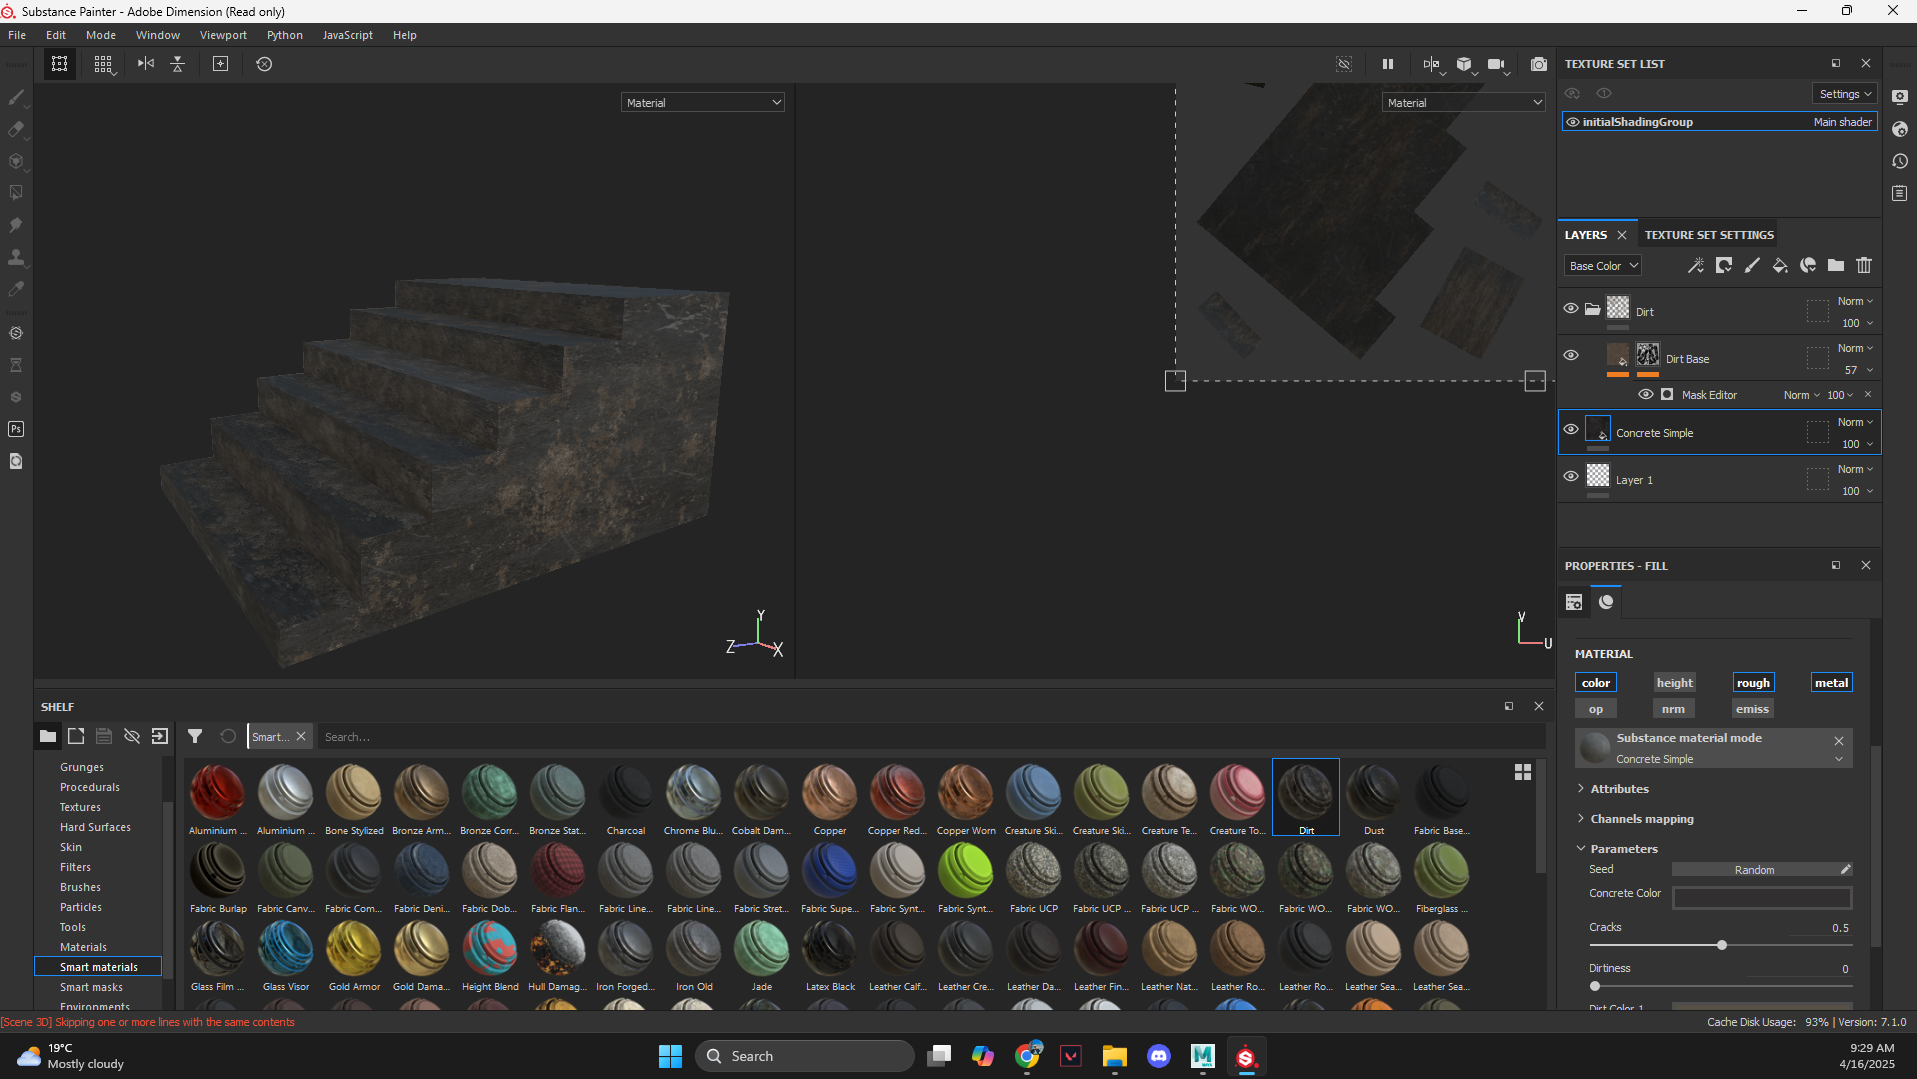 Substance Painter - Adobe Dimension (Read only)
File Edit Mode Window Viewport Python JavaScript Help
Material
Material
TEXTURE SET LIST
Settings
initialShadingGroup Main shader
LAYERS TEXTURE SET SETTINGS
Base Color
Dirt Norm 100
Dirt Base Norm 57
Mask Editor Norm 100
Concrete Simple Norm 100
Layer 1 Norm 100
Y
Z X
V
U
PROPERTIES - FILL
MATERIAL
color height rough metal
op nrm emiss
Substance material mode
Concrete Simple
Attributes
Channels mapping
Parameters
Seed Random
Concrete Color
Cracks 0.5
Dirtiness 0
Dirt Color 1
SHELF
Smart... Search...
Grunges
Procedurals
Textures
Hard Surfaces
Skin
Filters
Brushes
Particles
Tools
Materials
Smart materials
Smart masks
Environments
Aluminium ... Aluminium ... Bone Stylized Bronze Arm... Bronze Corr... Bronze Stat... Charcoal Chrome Blu... Cobalt Dam... Copper Copper Red... Copper Worn Creature Ski... Creature Ski... Creature Te... Creature To... Dirt Dust Fabric Base...
Fabric Burlap Fabric Canv... Fabric Com... Fabric Deni... Fabric Dob... Fabric Flan... Fabric Line... Fabric Line... Fabric Stret... Fabric Supe... Fabric Synt... Fabric Synt... Fabric UCP Fabric UCP ... Fabric UCP ... Fabric WO... Fabric WO... Fabric WO... Fiberglass ...
Glass Film ... Glass Visor Gold Armor Gold Dama... Height Blend Hull Damag... Iron Forged... Iron Old Jade Latex Black Leather Calf... Leather Cre... Leather Da... Leather Fin... Leather Nat... Leather Ro... Leather Ro... Leather Sea... Leather Sea...
[Scene 3D] Skipping one or more lines with the same contents
Cache Disk Usage: 93% | Version: 7.1.0
19°C
Mostly cloudy
Search
9:29 AM
4/16/2025